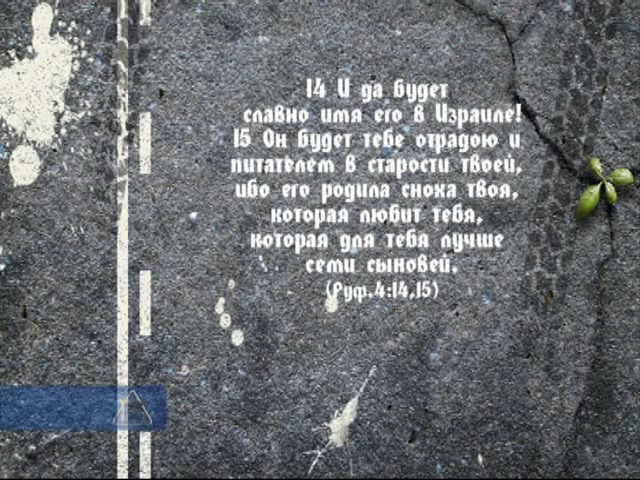 14 И да будет
славно имя его в Израиле!
15 Он будет тебе отрадою и
питателем в старости твоей,
ибо его родила сноха твоя,
которая любит тебя,
которая для тебя лучше
семи сыновей.
(Руф.4:14,15)